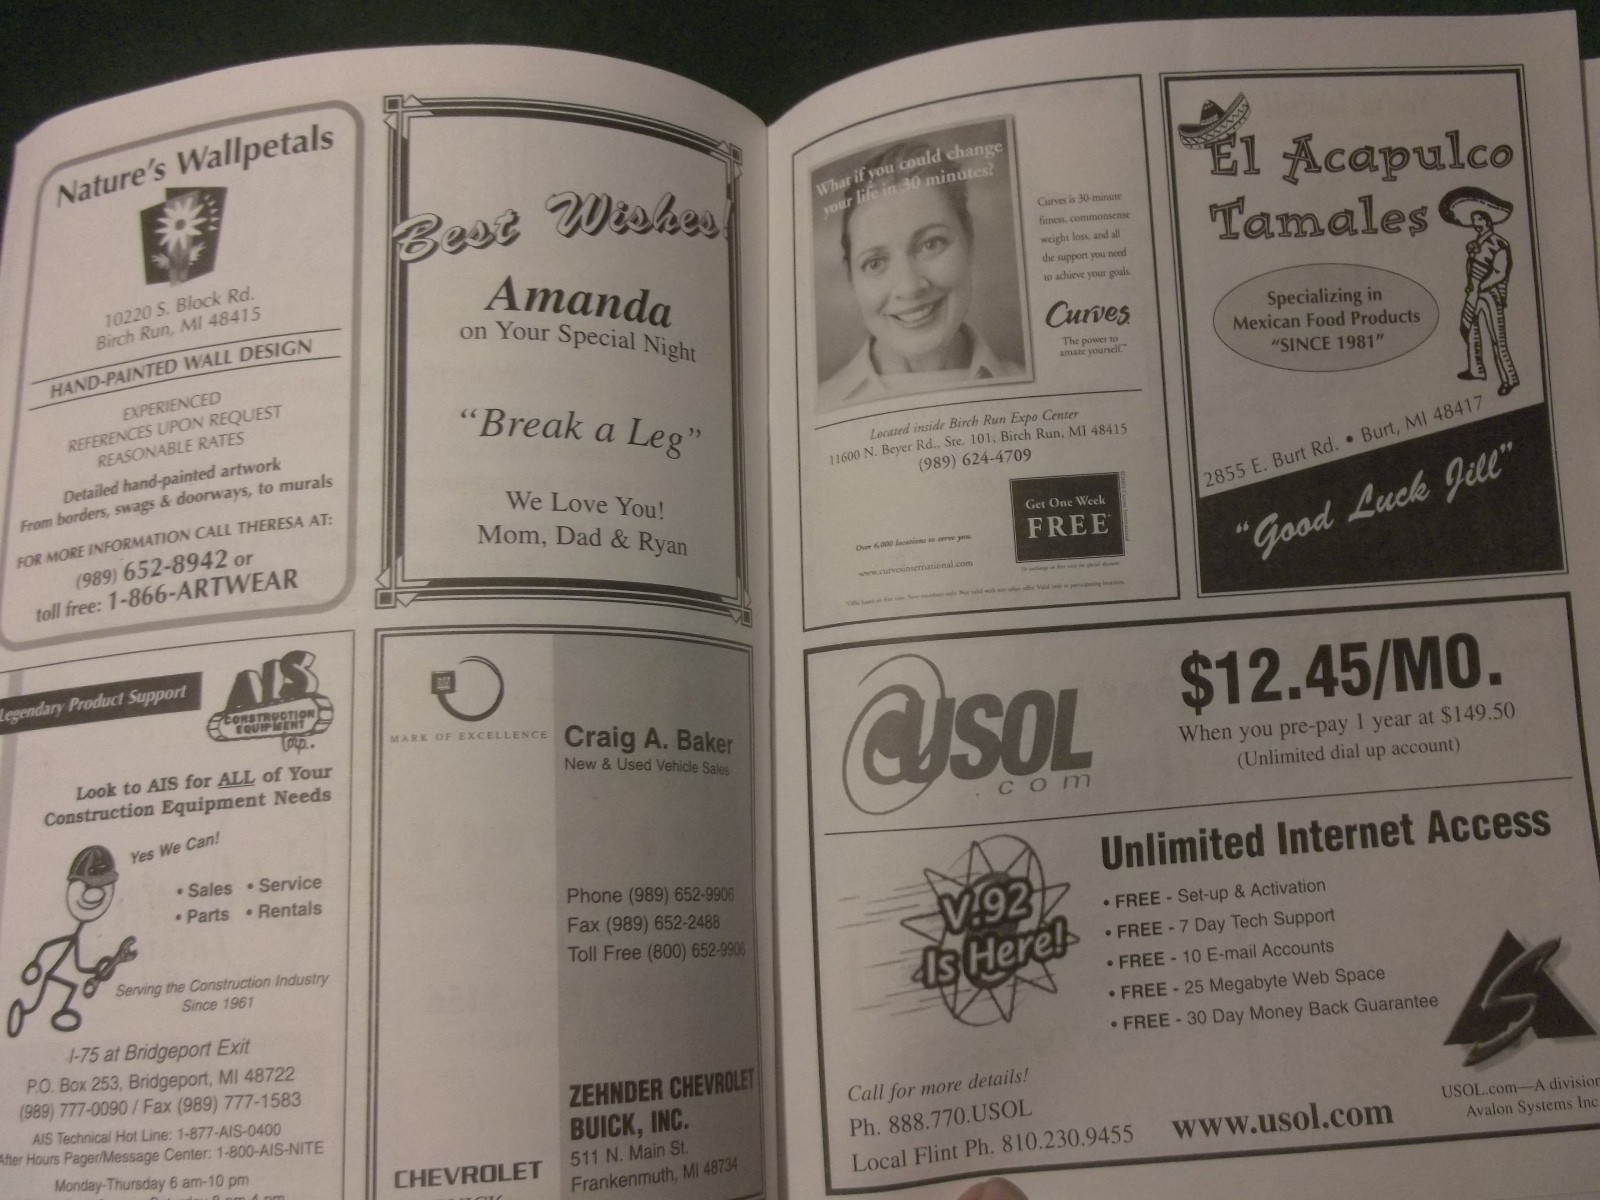 Nature's Wallpetals
10220 S. Block Rd.
Birch Run, MI 48415
HAND-PAINTED WALL DESIGN
EXPERIENCED
REFERENCES UPON REQUEST
REASONABLE RATES
Detailed hand-painted artwork
From borders, swags & doorways, to murals
FOR MORE INFORMATION CALL THERESA AT:
(989) 652-8942 or
toll free: 1-866-ARTWEAR
Best Wishes!
Amanda
on Your Special Night
“Break a Leg”
We Love You!
Mom, Dad & Ryan
Legendary Product Support
AIS
CONSTRUCTION
EQUIPMENT
Corp.
Look to AIS for ALL of Your
Construction Equipment Needs
Yes We Can!
• Sales • Service
• Parts • Rentals
Serving the Construction Industry
Since 1961
I-75 at Bridgeport Exit
P.O. Box 253, Bridgeport, MI 48722
(989) 777-0090 / Fax (989) 777-1583
AIS Technical Hot Line: 1-877-AIS-0400
After Hours Pager/Message Center: 1-800-AIS-NITE
Monday-Thursday 6 am-10 pm
GM
MARK OF EXCELLENCE
Craig A. Baker
New & Used Vehicle Sales
Phone (989) 652-9906
Fax (989) 652-2488
Toll Free (800) 652-9906
ZEHNDER CHEVROLET
BUICK, INC.
511 N. Main St.
Frankenmuth, MI 48734
CHEVROLET
What if you could change
your life in 30 minutes?
Curves is 30-minute
fitness, commonsense
weight loss, and all
the support you need
to achieve your goals.
Curves
The power to
amaze yourself.™
Located inside Birch Run Expo Center
11600 N. Beyer Rd., Ste. 101, Birch Run, MI 48415
(989) 624-4709
Get One Week
FREE*
Over 6,000 locations to serve you.
www.curvesinternational.com
El Acapulco
Tamales
Specializing in
Mexican Food Products
"SINCE 1981"
2855 E. Burt Rd. • Burt, MI 48417
"Good Luck Jill"
USOL
.com
$12.45/MO.
When you pre-pay 1 year at $149.50
(Unlimited dial up account)
V.92
Is Here!
Unlimited Internet Access
• FREE - Set-up & Activation
• FREE - 7 Day Tech Support
• FREE - 10 E-mail Accounts
• FREE - 25 Megabyte Web Space
• FREE - 30 Day Money Back Guarantee
Call for more details!
Ph. 888.770.USOL
Local Flint Ph. 810.230.9455
www.usol.com
USOL.com—A division
Avalon Systems Inc.